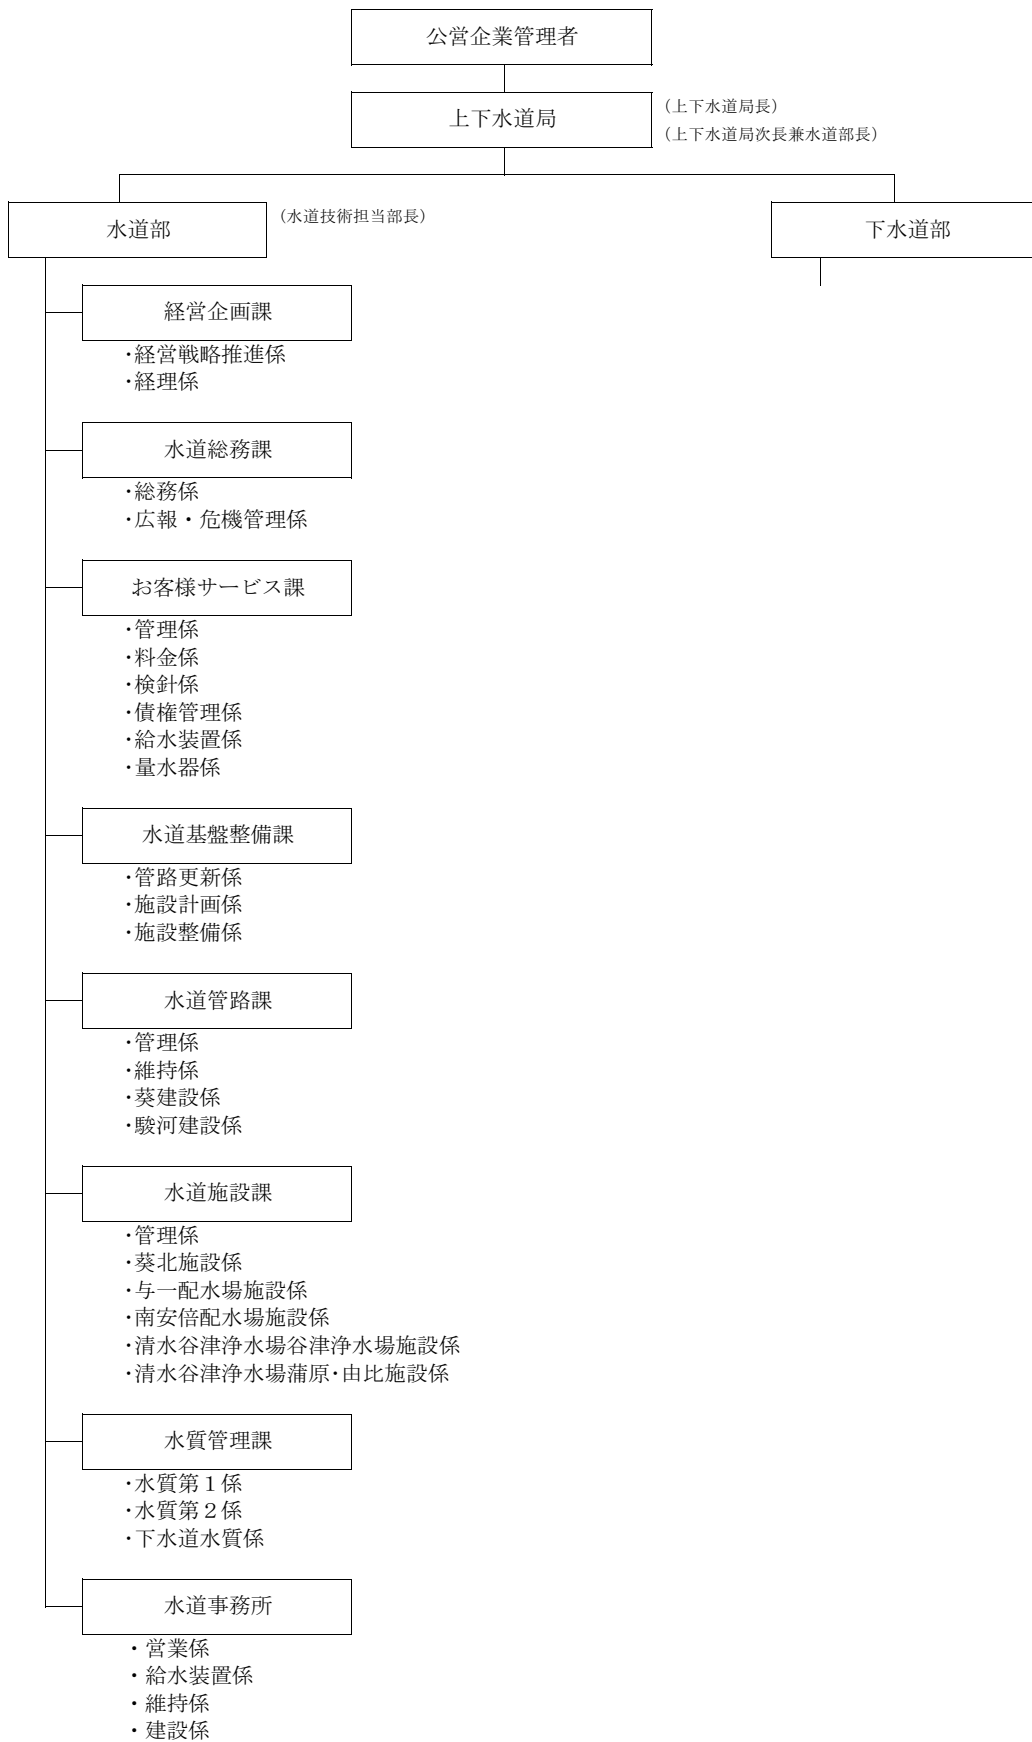 公営企業管理者
上下水道局
（上下水道局長）
（上下水道局次長兼水道部長）
水道部
（水道技術担当部長）
下水道部
経営企画課
・経営戦略推進係
・経理係
水道総務課
・総務係
・広報・危機管理係
お客様サービス課
・管理係
・料金係
・検針係
・債権管理係
・給水装置係
・量水器係
水道基盤整備課
・管路更新係
・施設計画係
・施設整備係
水道管路課
・管理係
・維持係
・葵建設係
・駿河建設係
水道施設課
・管理係
・葵北施設係
・与一配水場施設係
・南安倍配水場施設係
・清水谷津浄水場谷津浄水場施設係
・清水谷津浄水場蒲原・由比施設係
水質管理課
・水質第１係
・水質第２係
・下水道水質係
水道事務所
・営業係
・給水装置係
・維持係
・建設係